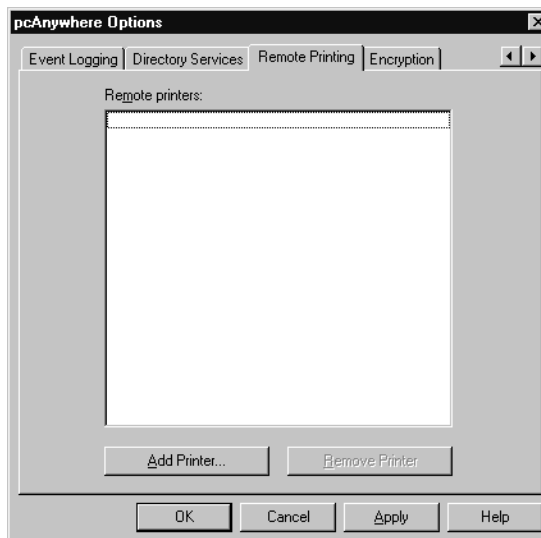 pcAnywhere Options
Event Logging Directory Services Remote Printing Encryption
Remote printers:
Add Printer... Remove Printer
OK Cancel Apply Help